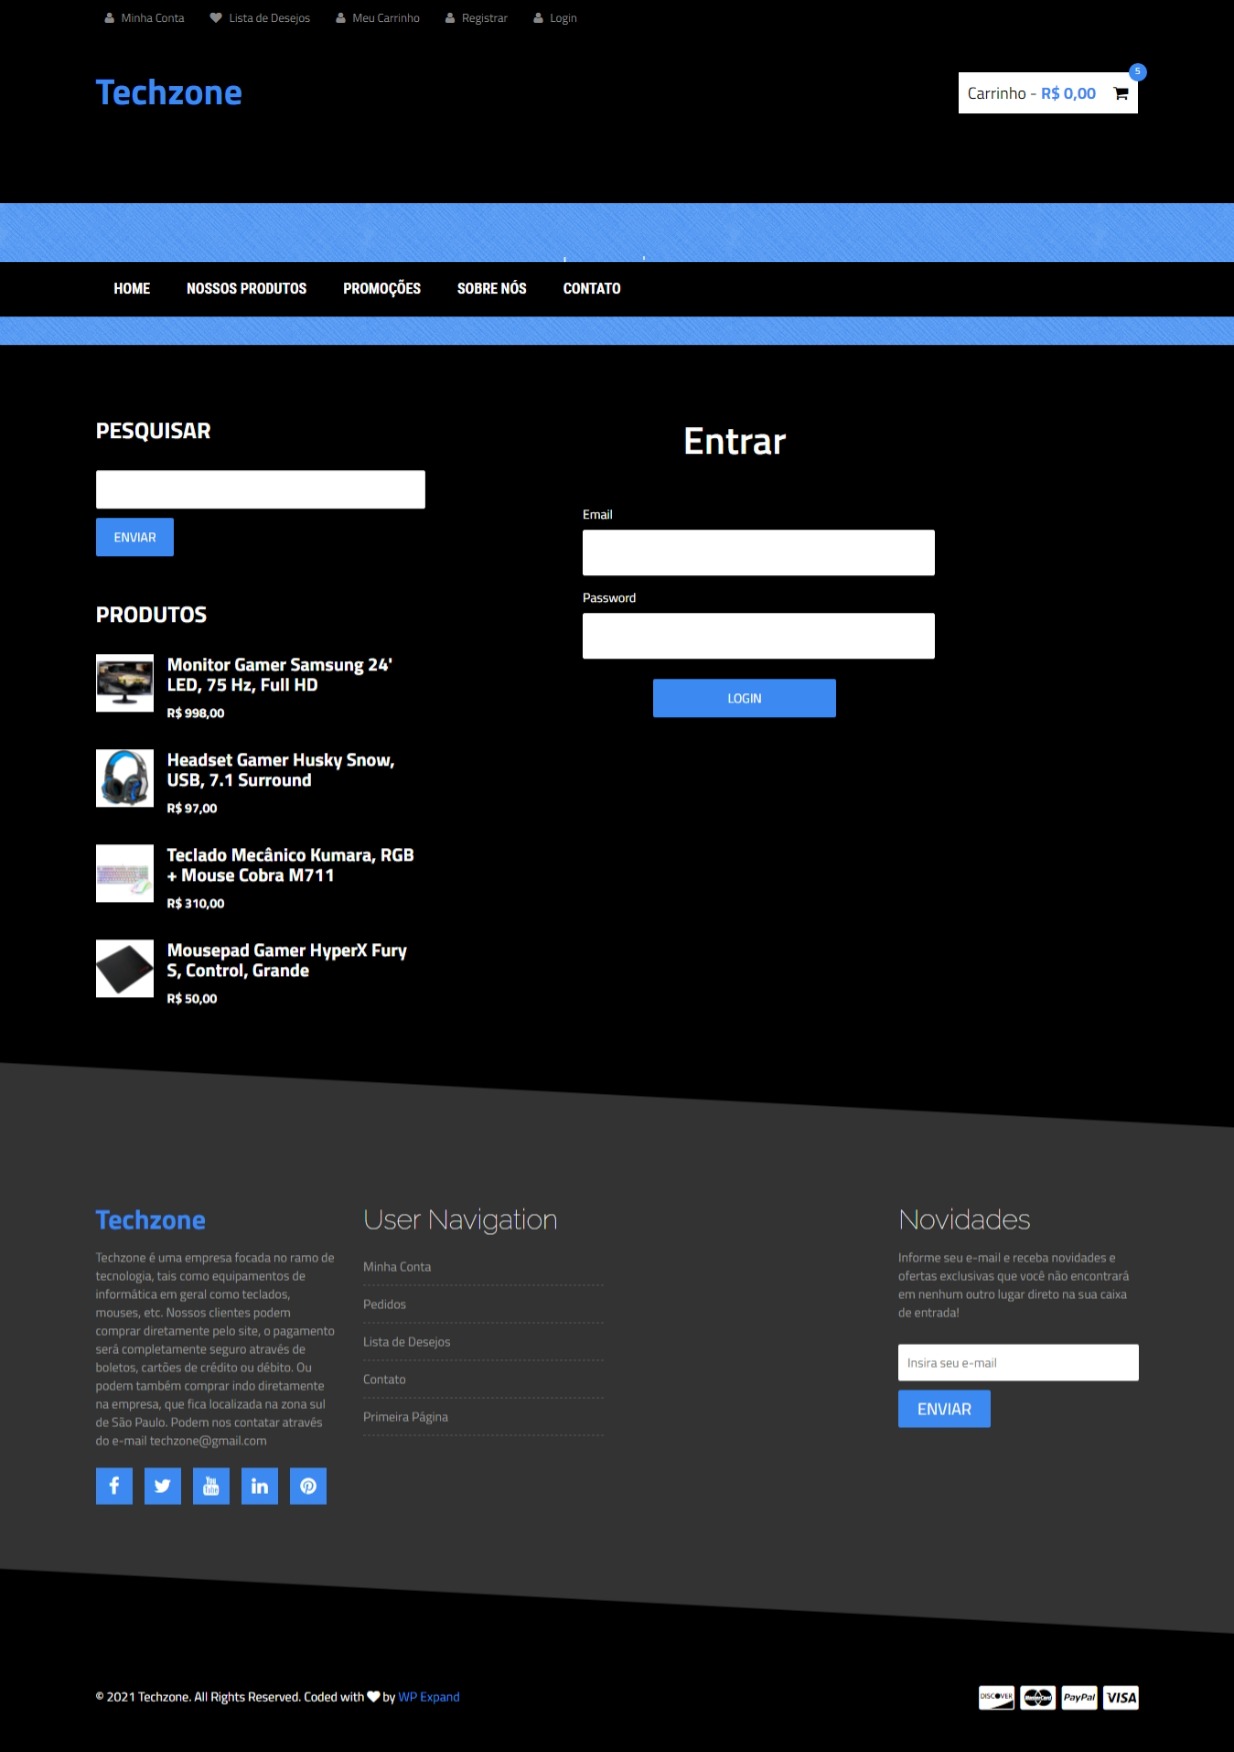 Minha Conta Lista de Desejos Meu Carrinho Registrar Login
Techzone
Carrinho - R$ 0,00
5
HOME NOSSOS PRODUTOS PROMOÇÕES SOBRE NÓS CONTATO
PESQUISAR
ENVIAR
PRODUTOS
Monitor Gamer Samsung 24'
LED, 75 Hz, Full HD
R$ 998,00
Headset Gamer Husky Snow,
USB, 7.1 Surround
R$ 97,00
Teclado Mecânico Kumara, RGB
+ Mouse Cobra M711
R$ 310,00
Mousepad Gamer HyperX Fury
S, Control, Grande
R$ 50,00
Entrar
Email
Password
LOGIN
Techzone
Techzone é uma empresa focada no ramo de
tecnologia, tais como equipamentos de
informática em geral como teclados,
mouses, etc. Nossos clientes podem
comprar diretamente pelo site, o pagamento
será completamente seguro através de
boletos, cartões de crédito ou débito. Ou
podem também comprar indo diretamente
na empresa, que fica localizada na zona sul
de São Paulo. Podem nos contatar através
do e-mail techzone@gmail.com
You Tube
User Navigation
Minha Conta
Pedidos
Lista de Desejos
Contato
Primeira Página
Novidades
Informe seu e-mail e receba novidades e
ofertas exclusivas que você não encontrará
em nenhum outro lugar direto na sua caixa
de entrada!
Insira seu e-mail
ENVIAR
© 2021 Techzone. All Rights Reserved. Coded with by WP Expand
DISCOVER MasterCard PayPal VISA